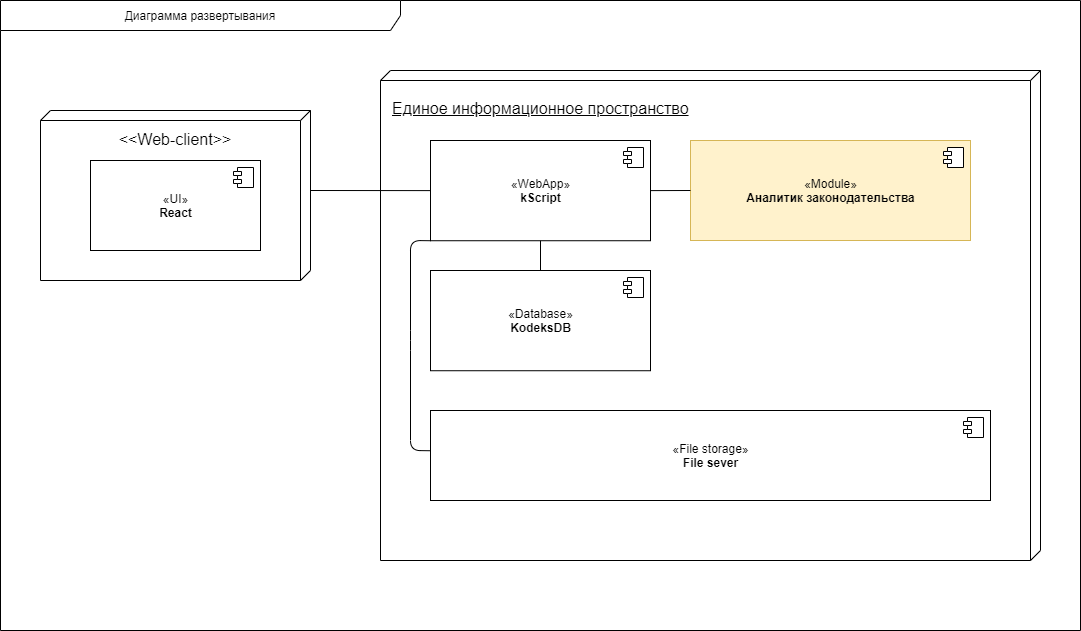 Диаграмма развертывания
Единое информационное пространство
<<Web-client>>
«UI»
React
«WebApp»
kScript
«Module»
Аналитик законодательства
«Database»
KodeksDB
«File storage»
File sever